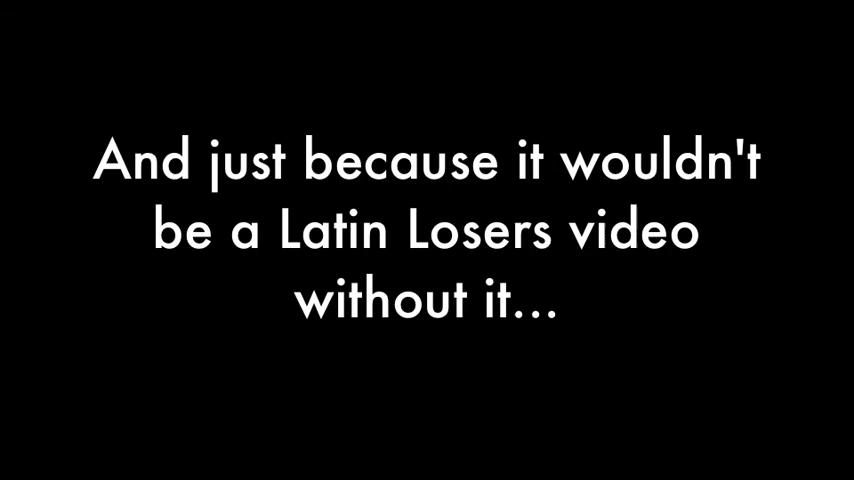 And just because it wouldn't
be a Latin Losers video
without it...